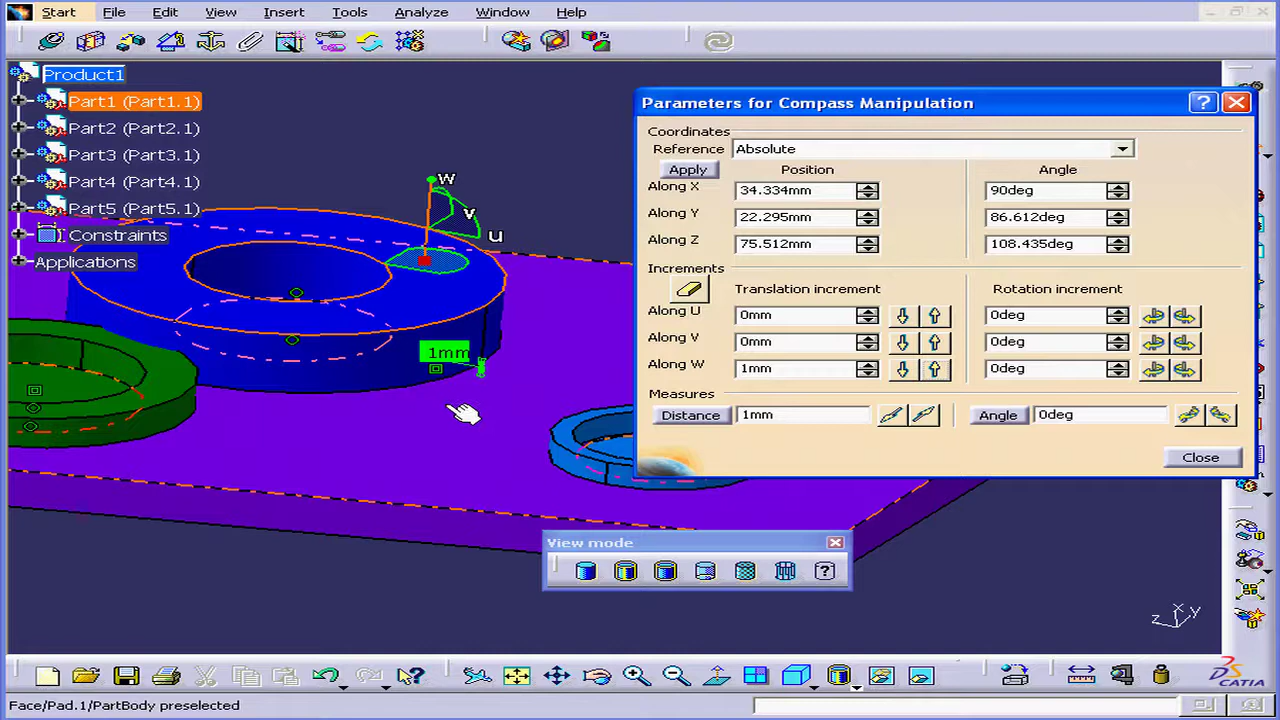 Start File Edit View Insert Tools Analyze Window Help
Product1
Part1 (Part1.1)
Part2 (Part2.1)
Part3 (Part3.1)
Part4 (Part4.1)
Part5 (Part5.1)
Constraints
Applications
w
v
u
1mm
Parameters for Compass Manipulation
Coordinates
Reference Absolute
Apply Position Angle
Along X 34.334mm 90deg
Along Y 22.295mm 86.612deg
Along Z 75.512mm 108.435deg
Increments
Translation increment Rotation increment
Along U 0mm 0deg
Along V 0mm 0deg
Along W 1mm 0deg
Measures
Distance 1mm Angle 0deg
Close
View mode
z x y
CATIA
Face/Pad.1/PartBody preselected